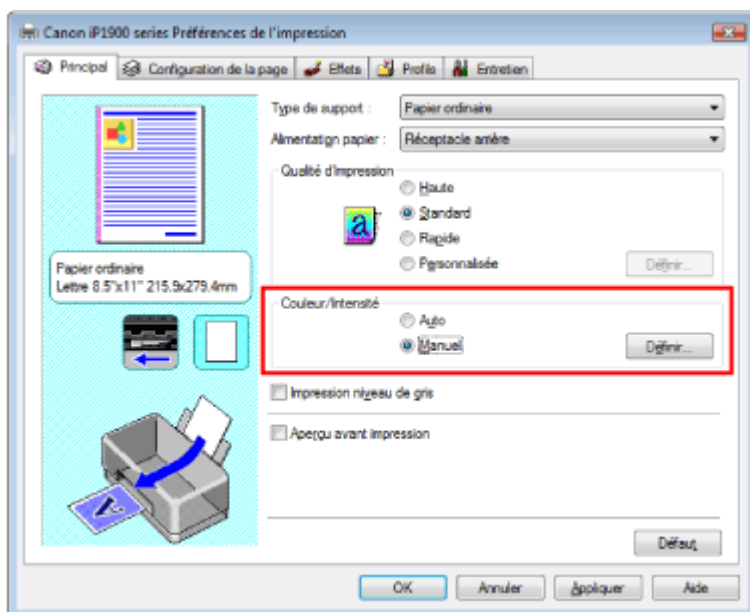 Canon iP1900 series Préférences de l'impression
Principal Configuration de la page Effets Profils Entretien
Type de support : Papier ordinaire
Alimentation papier : Réceptacle arrière
Qualité d'impression
Haute
Standard
Rapide
Personnalisée Définir...
Papier ordinaire
Lettre 8.5"x11" 215.9x279.4mm
Couleur/Intensité
Auto
Manuel Définir...
Impression niveau de gris
Aperçu avant impression
Défaut
OK Annuler Appliquer Aide